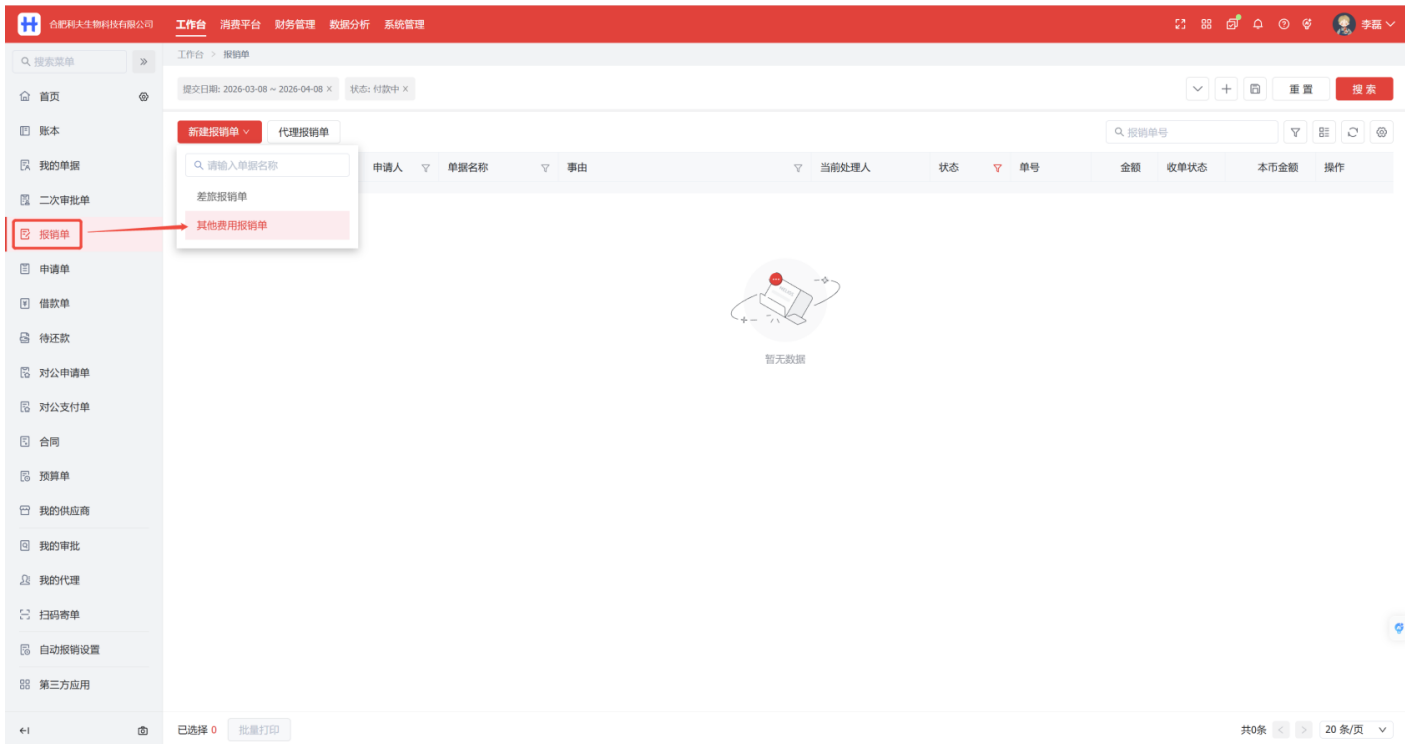 合肥利夫生物科技有限公司 工作台 消费平台 财务管理 数据分析 系统管理 李磊
搜索菜单
工作台 > 报销单
首页
提交日期: 2026-03-08 ~ 2026-04-08 × 状态: 付款中 ×
重置 搜索
账本
新建报销单 代理报销单
报销单号
我的单据
请输入单据名称
申请人 单据名称 事由 当前处理人 状态 单号 金额 收单状态 本币金额 操作
二次审批单
差旅报销单
报销单
其他费用报销单
申请单
借款单
待还款
暂无数据
对公申请单
对公支付单
合同
预算单
我的供应商
我的审批
我的代理
扫码寄单
自动报销设置
第三方应用
已选择 0 批量打印
共0条 < > 20 条/页